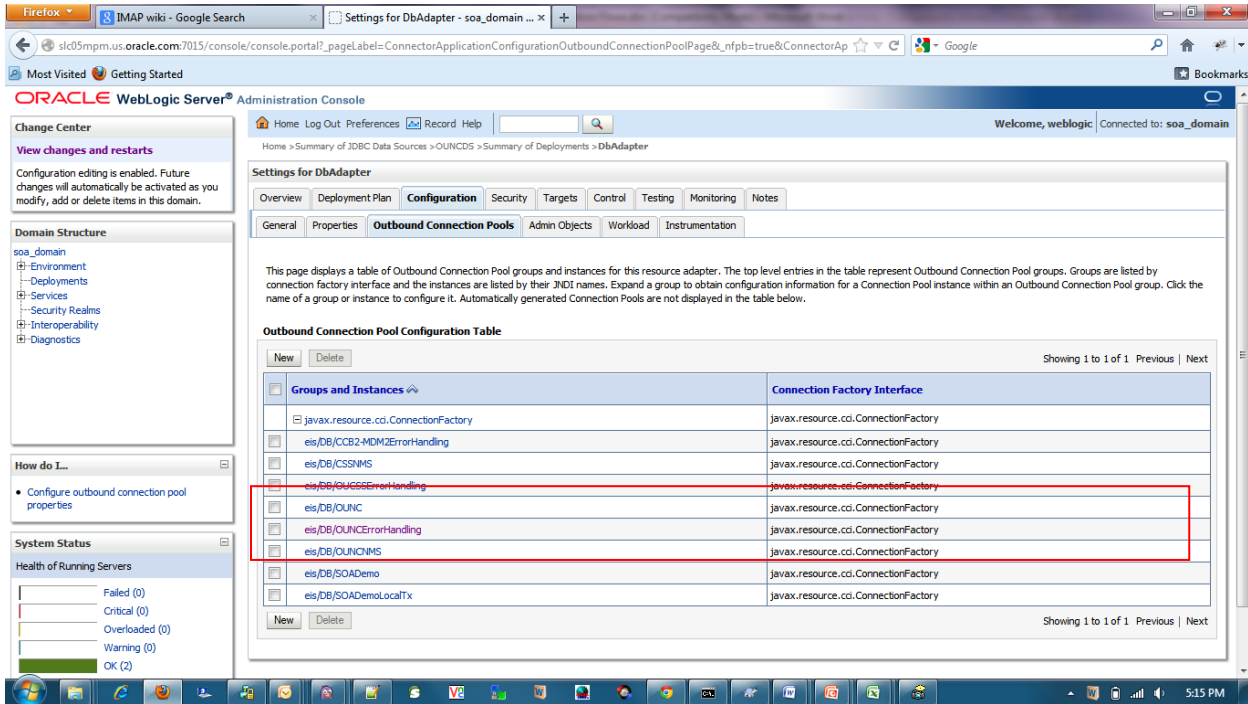 Firefox
IMAP wiki - Google Search
Settings for DbAdapter - soa_domain ...
slc05mpm.us.oracle.com:7015/console/console.portal?_pageLabel=ConnectorApplicationConfigurationOutboundConnectionPoolPage&_nfpb=true&ConnectorAp
Google
Most Visited Getting Started
Bookmarks
ORACLE WebLogic Server® Administration Console
Change Center
View changes and restarts
Configuration editing is enabled. Future
changes will automatically be activated as you
modify, add or delete items in this domain.
Domain Structure
soa_domain
Environment
Deployments
Services
Security Realms
Interoperability
Diagnostics
How do I...
Configure outbound connection pool
properties
System Status
Health of Running Servers
Failed (0)
Critical (0)
Overloaded (0)
Warning (0)
OK (2)
Home Log Out Preferences Record Help
Welcome, weblogic Connected to: soa_domain
Home >Summary of JDBC Data Sources >OUNCDS >Summary of Deployments >DbAdapter
Settings for DbAdapter
Overview Deployment Plan Configuration Security Targets Control Testing Monitoring Notes
General Properties Outbound Connection Pools Admin Objects Workload Instrumentation
This page displays a table of Outbound Connection Pool groups and instances for this resource adapter. The top level entries in the table represent Outbound Connection Pool groups. Groups are listed by
connection factory interface and the instances are listed by their JNDI names. Expand a group to obtain configuration information for a Connection Pool instance within an Outbound Connection Pool group. Click the
name of a group or instance to configure it. Automatically generated Connection Pools are not displayed in the table below.
Outbound Connection Pool Configuration Table
New Delete Showing 1 to 1 of 1 Previous | Next
Groups and Instances Connection Factory Interface
javax.resource.cci.ConnectionFactory javax.resource.cci.ConnectionFactory
eis/DB/CCB2-MDM2ErrorHandling javax.resource.cci.ConnectionFactory
eis/DB/CSSNMS javax.resource.cci.ConnectionFactory
eis/DB/OUCSSErrorHandling javax.resource.cci.ConnectionFactory
eis/DB/OUNC javax.resource.cci.ConnectionFactory
eis/DB/OUNCErrorHandling javax.resource.cci.ConnectionFactory
eis/DB/OUNCNMS javax.resource.cci.ConnectionFactory
eis/DB/SOADemo javax.resource.cci.ConnectionFactory
eis/DB/SOADemoLocalTx javax.resource.cci.ConnectionFactory
New Delete Showing 1 to 1 of 1 Previous | Next
5:15 PM